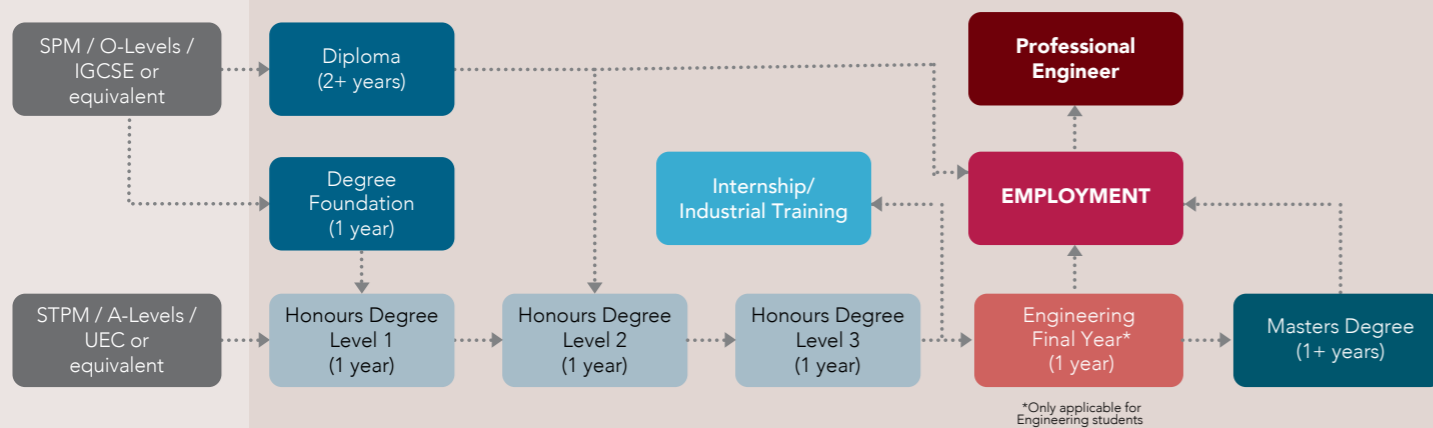 SPM / O-Levels /
IGCSE or
equivalent
Diploma
(2+ years)
Professional
Engineer
Degree
Foundation
(1 year)
Internship/
Industrial Training
EMPLOYMENT
STPM / A-Levels /
UEC or
equivalent
Honours Degree
Level 1
(1 year)
Honours Degree
Level 2
(1 year)
Honours Degree
Level 3
(1 year)
Engineering
Final Year*
(1 year)
Masters Degree
(1+ years)
*Only applicable for
Engineering students